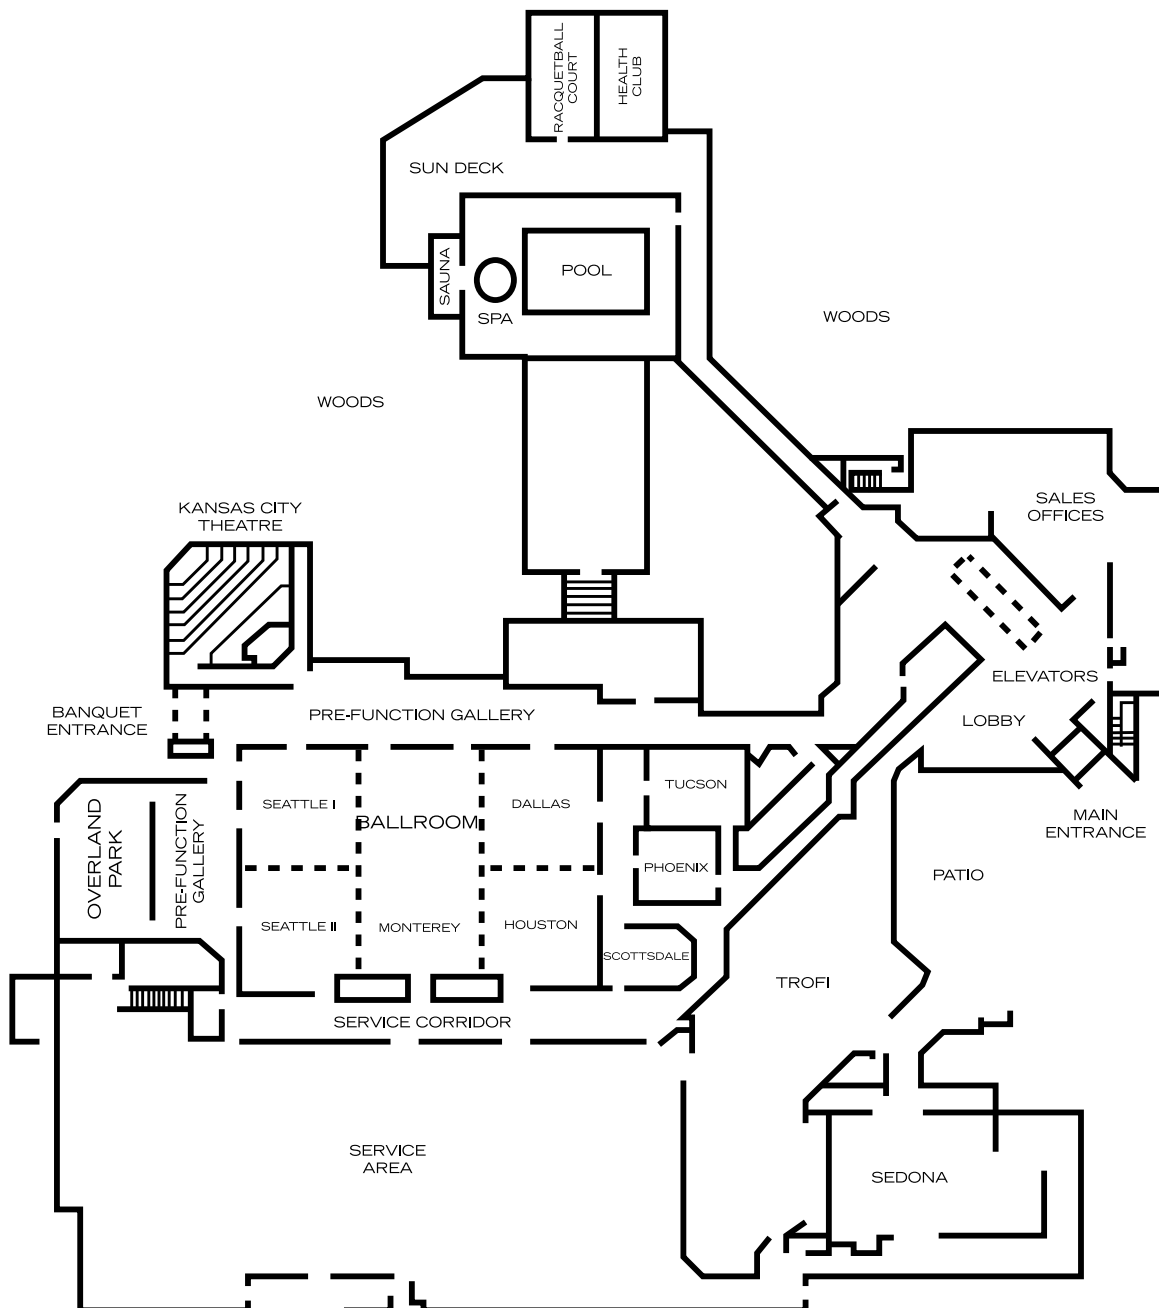 RACQUETBALL
COURT
HEALTH
CLUB
SUN DECK
SAUNA
POOL
SPA
WOODS
WOODS
KANSAS CITY
THEATRE
SALES
OFFICES
ELEVATORS
LOBBY
BANQUET
ENTRANCE
PRE-FUNCTION GALLERY
TUCSON
SEATTLE I
DALLAS
BALLROOM
MAIN
ENTRANCE
OVERLAND
PARK
PRE-FUNCTION
GALLERY
PHOENIX
PATIO
SEATTLE II
MONTEREY
HOUSTON
SCOTTSDALE
TROFI
SERVICE CORRIDOR
SERVICE
AREA
SEDONA